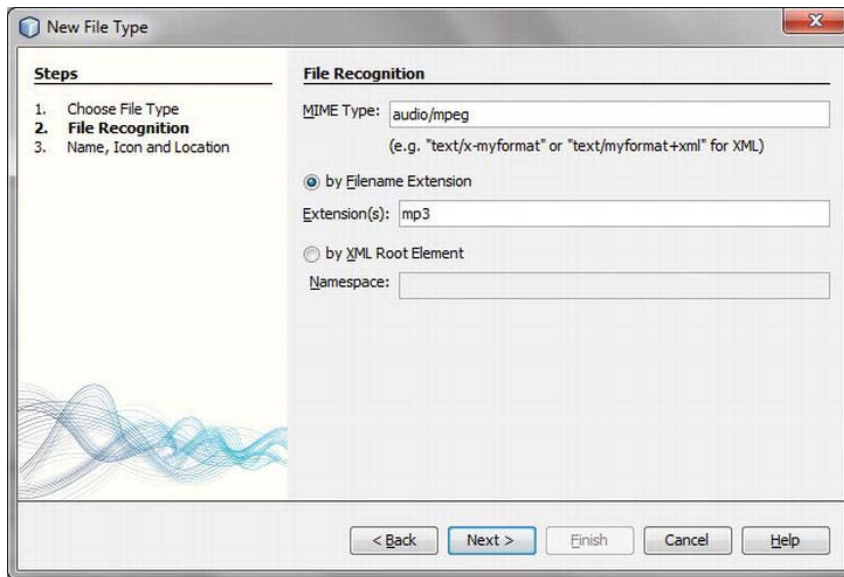 New File Type
Steps
1. Choose File Type
2. File Recognition
3. Name, Icon and Location
File Recognition
MIME Type: audio/mpeg
(e.g. "text/x-myformat" or "text/myformat+xml" for XML)
by Filename Extension
Extension(s): mp3
by XML Root Element
Namespace:
< Back
Next >
Finish
Cancel
Help